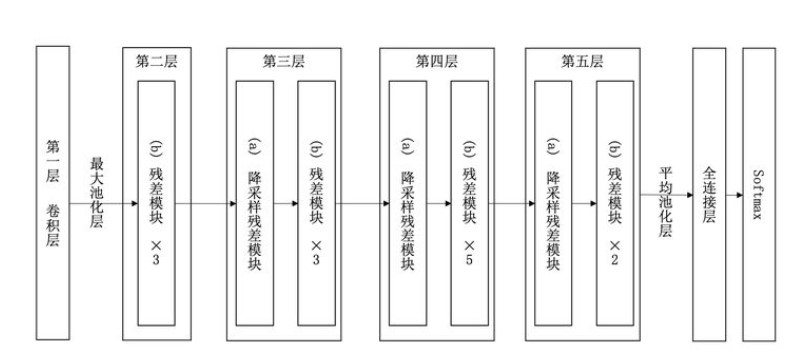 第一层 卷积层
最大池化层
第二层
(b) 残差模块 ×3
第三层
(a) 降采样残差模块
(b) 残差模块 ×3
第四层
(a) 降采样残差模块
(b) 残差模块 ×5
第五层
(a) 降采样残差模块
(b) 残差模块 ×2
平均池化层
全连接层
Softmax